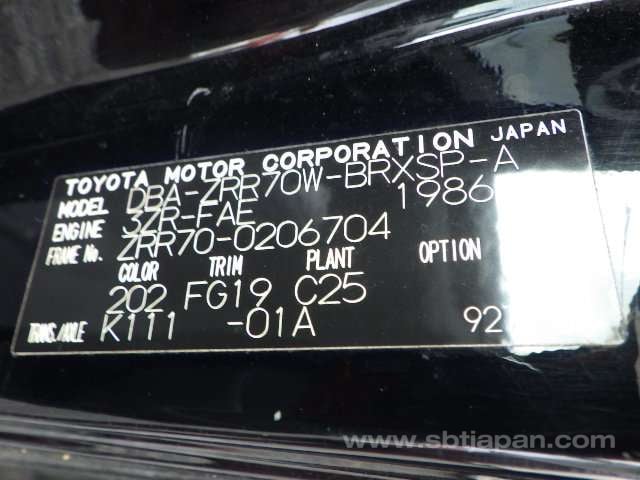 TOYOTA MOTOR CORPORATION JAPAN
MODEL DBA-ZRR70W-BRXSP-A
ENGINE 3ZR-FAE 1986
FRAME No. ZRR70-0206704
COLOR TRIM PLANT OPTION
202 FG19 C25
TRANS./AXLE K111 -01A
www.sbtjapan.com